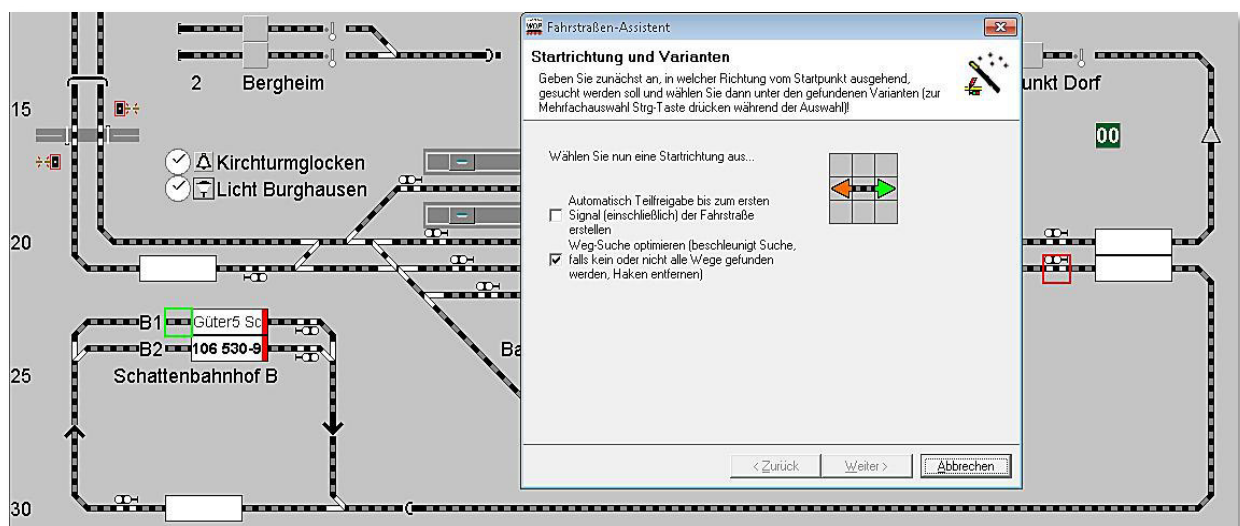 WDP Fahrstraßen-Assistent
Startrichtung und Varianten
Geben Sie zunächst an, in welcher Richtung vom Startpunkt ausgehend,
gesucht werden soll und wählen Sie dann unter den gefundenen Varianten (zur
Mehrfachauswahl Strg-Taste drücken während der Auswahl)!
2 Bergheim
unkt Dorf
15
00
Wählen Sie nun eine Startrichtung aus...
Kirchturmglocken
Licht Burghausen
Automatisch Teilfreigabe bis zum ersten
Signal (einschließlich) der Fahrstraße
erstellen
Weg-Suche optimieren (beschleunigt Suche,
falls kein oder nicht alle Wege gefunden
werden, Haken entfernen)
20
B1 Güter5 Sc
B2 106 530-9
Ba
25 Schattenbahnhof B
< Zurück Weiter > Abbrechen
30